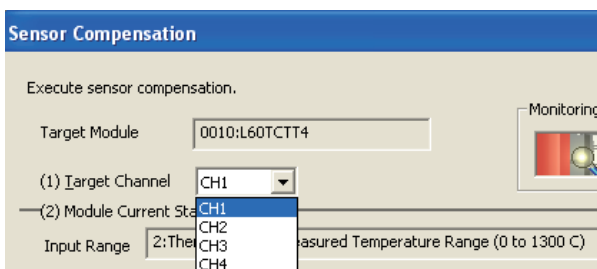 Sensor Compensation
Execute sensor compensation.
Monitoring
Target Module 0010:L60TCTT4
(1) Target Channel CH1
CH1
(2) Module Current Sta
CH2
Input Range 2:Ther asured Temperature Range (0 to 1300 C)
CH3
CH4